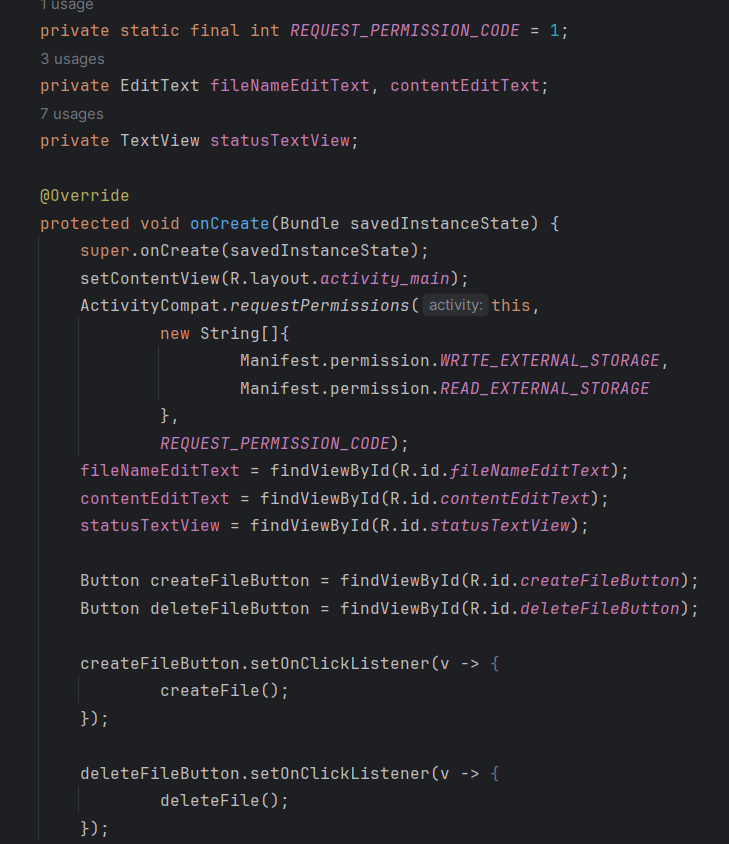 1 usage
private static final int REQUEST_PERMISSION_CODE = 1;
3 usages
private EditText fileNameEditText, contentEditText;
7 usages
private TextView statusTextView;
@Override
protected void onCreate(Bundle savedInstanceState) {
super.onCreate(savedInstanceState);
setContentView(R.layout.activity_main);
ActivityCompat.requestPermissions( activity: this,
new String[]{
Manifest.permission.WRITE_EXTERNAL_STORAGE,
Manifest.permission.READ_EXTERNAL_STORAGE
},
REQUEST_PERMISSION_CODE);
fileNameEditText = findViewById(R.id.fileNameEditText);
contentEditText = findViewById(R.id.contentEditText);
statusTextView = findViewById(R.id.statusTextView);
Button createFileButton = findViewById(R.id.createFileButton);
Button deleteFileButton = findViewById(R.id.deleteFileButton);
createFileButton.setOnClickListener(v -> {
createFile();
});
deleteFileButton.setOnClickListener(v -> {
deleteFile();
});